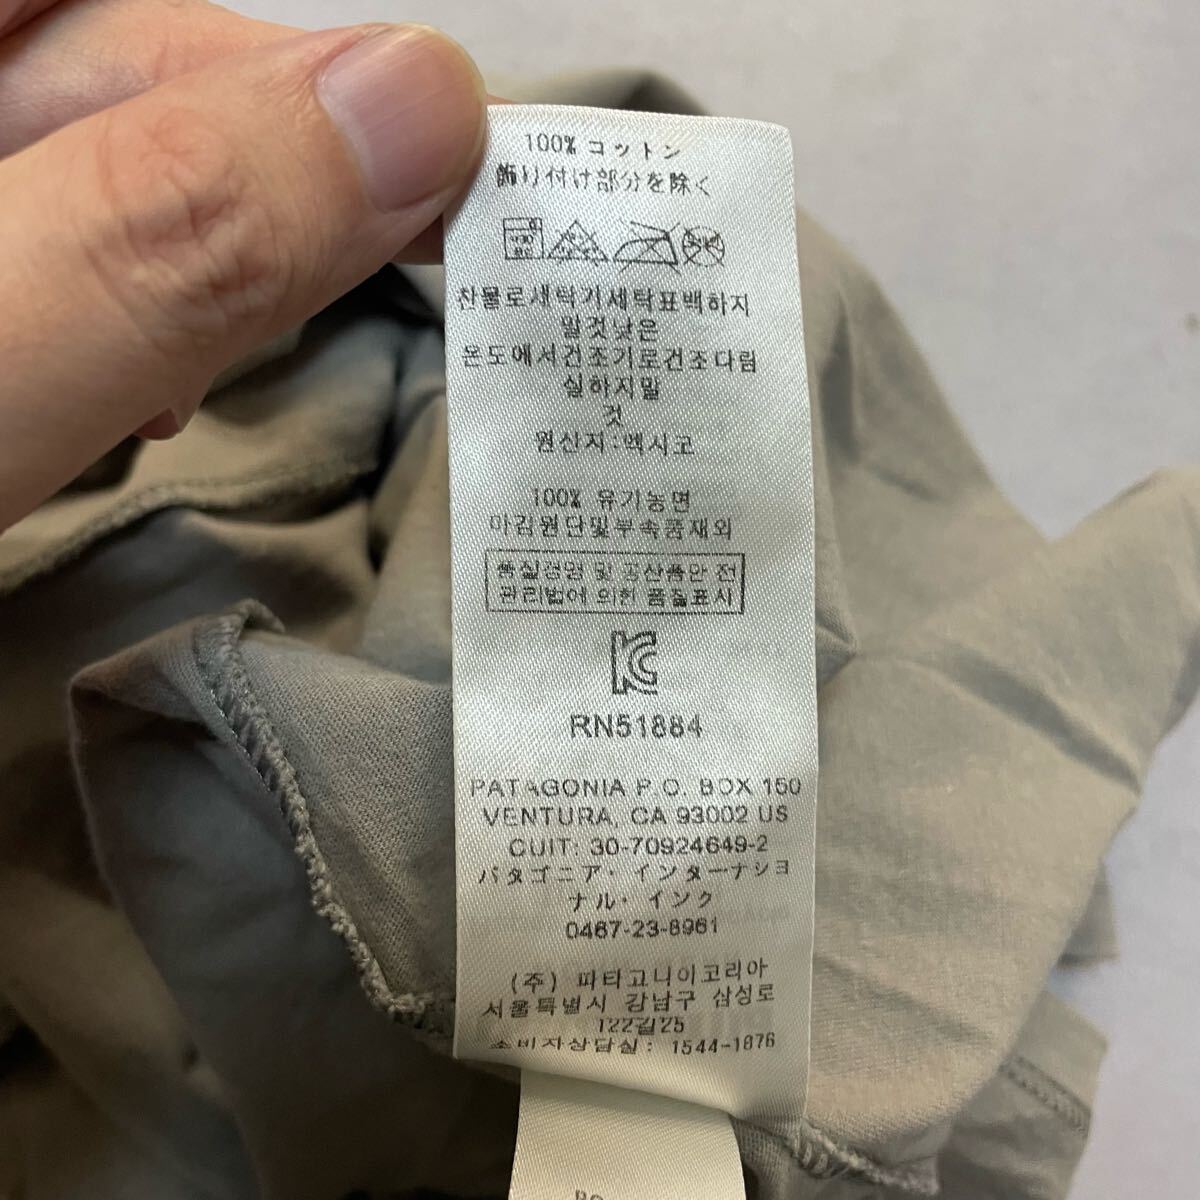 100% コットン
飾り付け部分を除く
찬물로세탁기세탁표백하지
말것낮은
온도에서건조기로건조다림
질하지말
것
원산지:멕시코
100% 유기농면
마감원단및부속품재외
품질경영 및 공산품안 전
관리법에 의한 품질표시
RN51884
PATAGONIA P.O. BOX 150
VENTURA, CA 93002 US
CUIT: 30-70924649-2
パタゴニア・インターナショ
ナル・インク
0467-23-8961
(주) 파타고니아코리아
서울특별시 강남구 삼성로
122길25
소비자상담실: 1544-1876